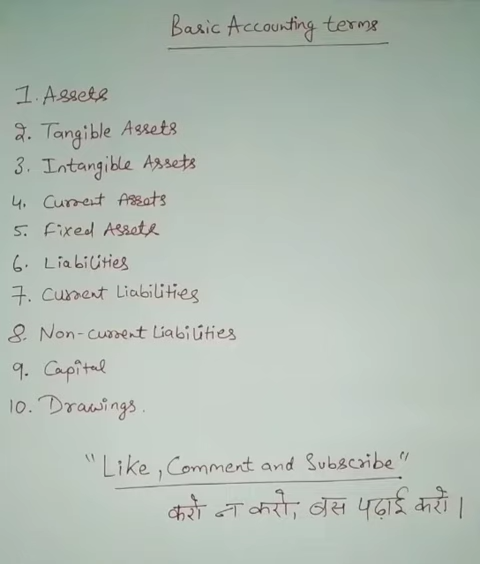 Basic Accounting terms
1. Assets
2. Tangible Assets
3. Intangible Assets
4. Current Assets
5. Fixed Assets
6. Liabilities
7. Current Liabilities
8. Non-current Liabilities
9. Capital
10. Drawings.
"Like, Comment and Subscribe"
करो न करो, बस पढ़ाई करो।